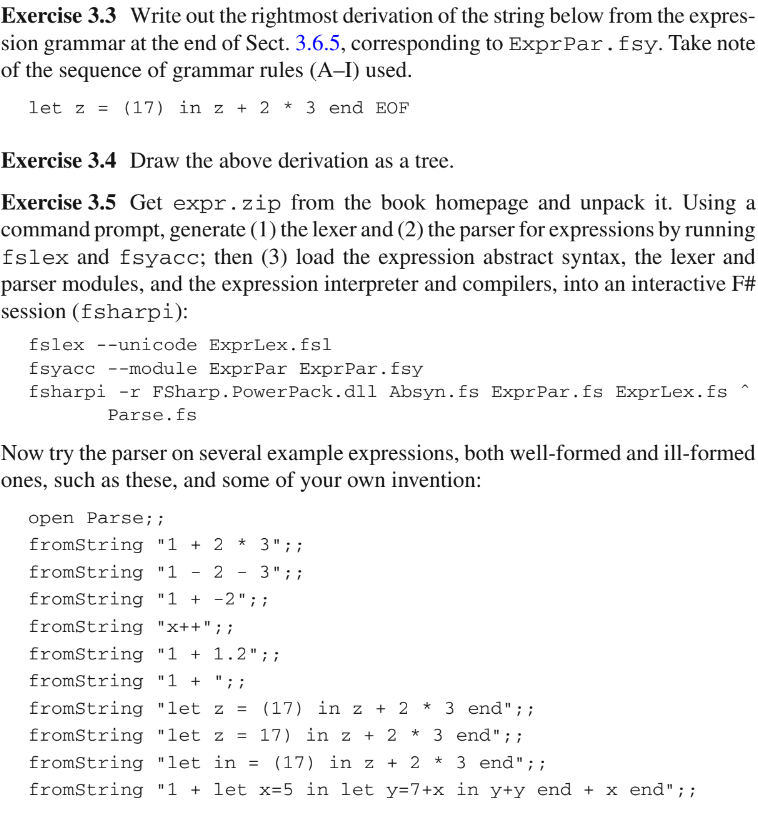 Exercise 3.3 Write out the rightmost derivation of the string below from the expres-
sion grammar at the end of Sect. 3.6.5, corresponding to ExprPar.fsy. Take note
of the sequence of grammar rules (A–I) used.
let z = (17) in z + 2 * 3 end EOF
Exercise 3.4 Draw the above derivation as a tree.
Exercise 3.5 Get expr.zip from the book homepage and unpack it. Using a
command prompt, generate (1) the lexer and (2) the parser for expressions by running
fslex and fsyacc; then (3) load the expression abstract syntax, the lexer and
parser modules, and the expression interpreter and compilers, into an interactive F#
session (fsharpi):
fslex --unicode ExprLex.fsl
fsyacc --module ExprPar ExprPar.fsy
fsharpi -r FSharp.PowerPack.dll Absyn.fs ExprPar.fs ExprLex.fs ^
Parse.fs
Now try the parser on several example expressions, both well-formed and ill-formed
ones, such as these, and some of your own invention:
open Parse;;
fromString "1 + 2 * 3";;
fromString "1 - 2 - 3";;
fromString "1 + -2";;
fromString "x++";;
fromString "1 + 1.2";;
fromString "1 + ";;
fromString "let z = (17) in z + 2 * 3 end";;
fromString "let z = 17) in z + 2 * 3 end";;
fromString "let in = (17) in z + 2 * 3 end";;
fromString "1 + let x=5 in let y=7+x in y+y end + x end";;